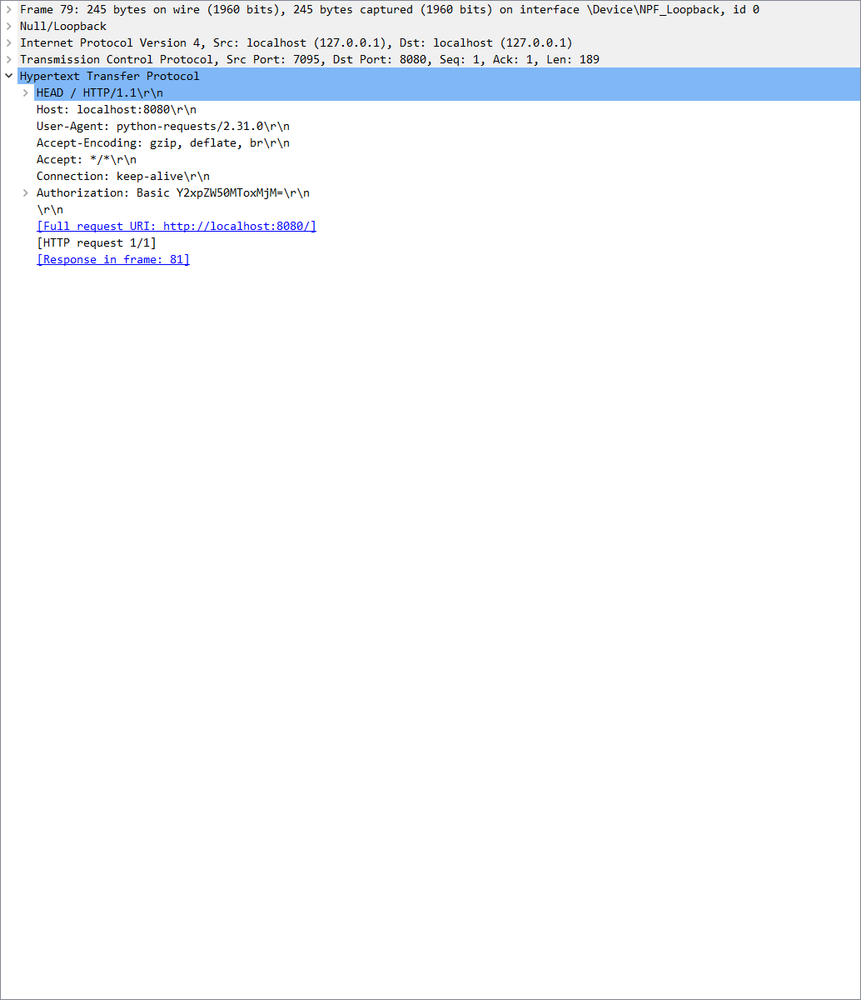 Frame 79: 245 bytes on wire (1960 bits), 245 bytes captured (1960 bits) on interface \Device\NPF_Loopback, id 0
Null/Loopback
Internet Protocol Version 4, Src: localhost (127.0.0.1), Dst: localhost (127.0.0.1)
Transmission Control Protocol, Src Port: 7095, Dst Port: 8080, Seq: 1, Ack: 1, Len: 189
Hypertext Transfer Protocol
HEAD / HTTP/1.1\r\n
Host: localhost:8080\r\n
User-Agent: python-requests/2.31.0\r\n
Accept-Encoding: gzip, deflate, br\r\n
Accept: */*\r\n
Connection: keep-alive\r\n
Authorization: Basic Y2xpZW50MToxMjM=\r\n
\r\n
[Full request URI: http://localhost:8080/]
[HTTP request 1/1]
[Response in frame: 81]